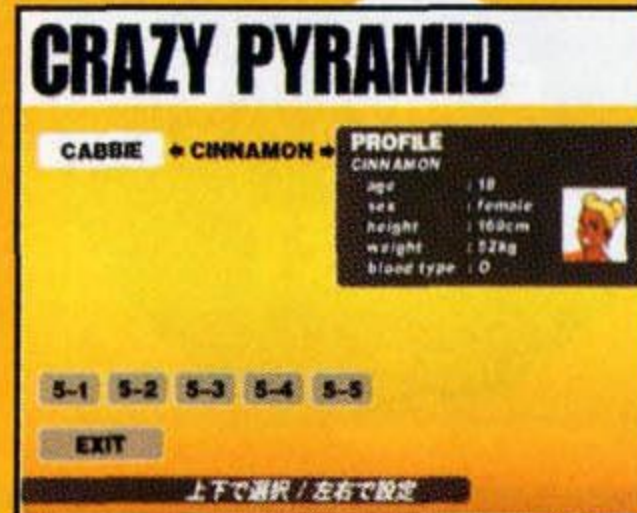 CRAZY PYRAMID
CABBIE ◆ CINNAMON ◆
PROFILE
CINNAMON
age : 18
sex : female
height : 160cm
weight : 52kg
blood type : O
5-1 5-2 5-3 5-4 5-5
EXIT
上下で選択 / 左右で設定